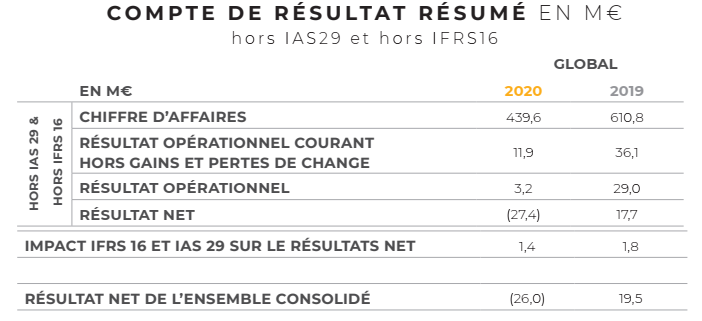 COMPTE DE RÉSULTAT RÉSUMÉ EN M€
hors IAS29 et hors IFRS16
GLOBAL
EN M€ 2020 2019
HORS IAS 29 &
HORS IFRS 16
CHIFFRE D’AFFAIRES 439,6 610,8
RÉSULTAT OPÉRATIONNEL COURANT
HORS GAINS ET PERTES DE CHANGE 11,9 36,1
RÉSULTAT OPÉRATIONNEL 3,2 29,0
RÉSULTAT NET (27,4) 17,7
IMPACT IFRS 16 ET IAS 29 SUR LE RÉSULTATS NET 1,4 1,8
RÉSULTAT NET DE L’ENSEMBLE CONSOLIDÉ (26,0) 19,5